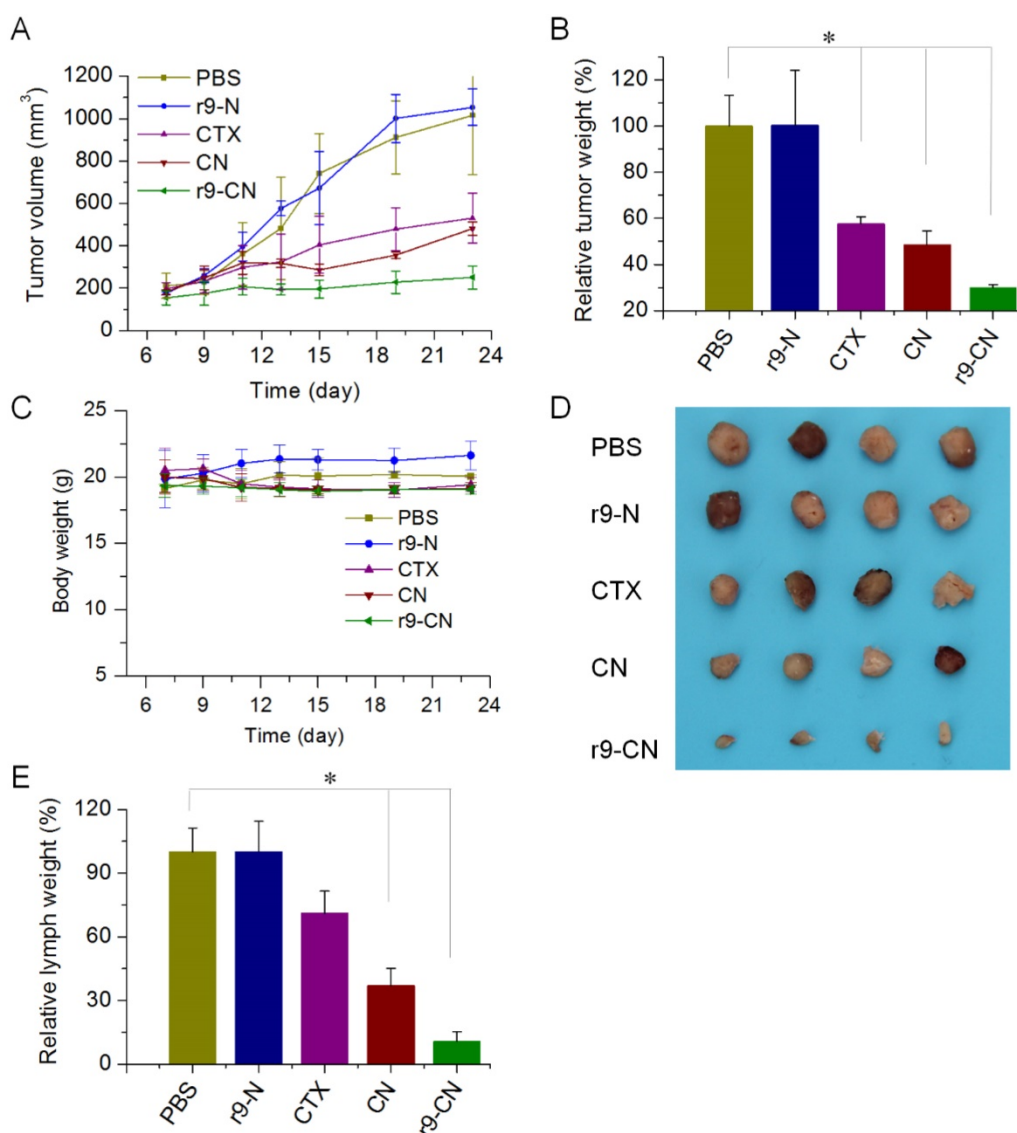 A
Tumor volume (mm³)
1200
1000
800
600
400
200
0
PBS
r9-N
CTX
CN
r9-CN
6 9 12 15 18 21 24
Time (day)
B
*
Relative tumor weight (%)
120
100
80
60
40
20
PBS r9-N CTX CN r9-CN
C
Body weight (g)
25
20
15
10
5
PBS
r9-N
CTX
CN
r9-CN
6 9 12 15 18 21 24
Time (day)
D
PBS
r9-N
CTX
CN
r9-CN
E
*
Relative lymph weight (%)
120
90
60
30
0
PBS r9-N CTX CN r9-CN